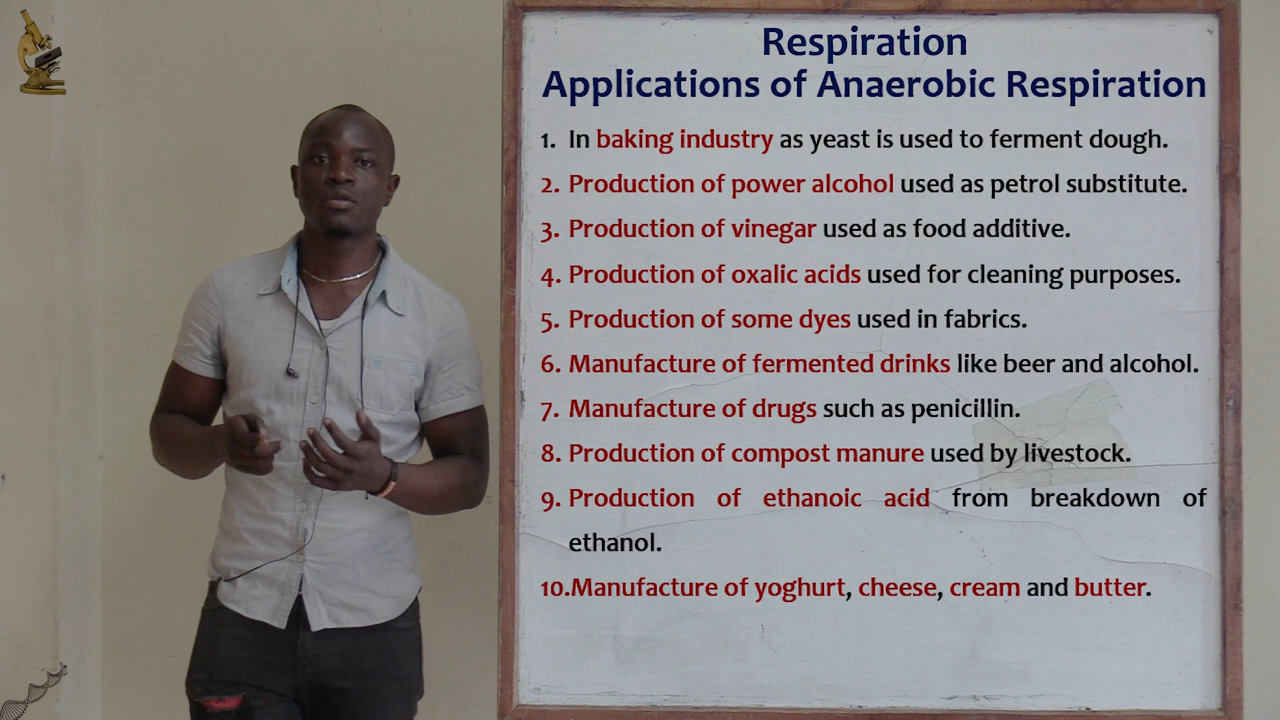 Respiration
Applications of Anaerobic Respiration
1. In baking industry as yeast is used to ferment dough.
2. Production of power alcohol used as petrol substitute.
3. Production of vinegar used as food additive.
4. Production of oxalic acids used for cleaning purposes.
5. Production of some dyes used in fabrics.
6. Manufacture of fermented drinks like beer and alcohol.
7. Manufacture of drugs such as penicillin.
8. Production of compost manure used by livestock.
9. Production of ethanoic acid from breakdown of
ethanol.
10.Manufacture of yoghurt, cheese, cream and butter.